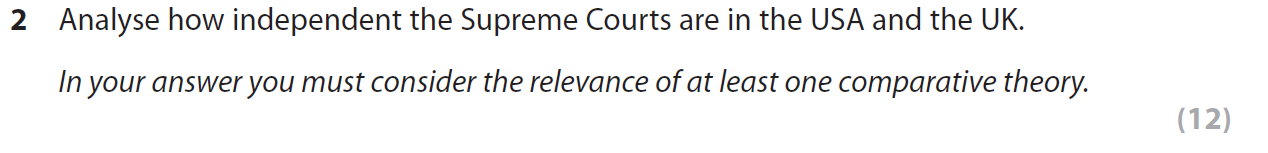 2 Analyse how independent the Supreme Courts are in the USA and the UK.
In your answer you must consider the relevance of at least one comparative theory.
(12)